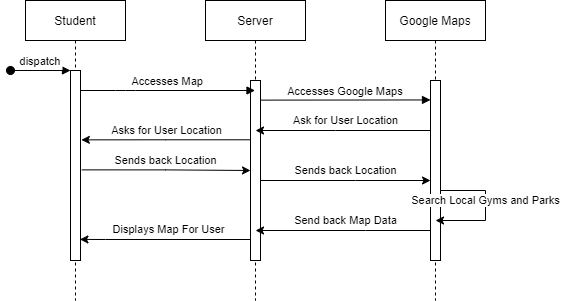 Student
Server
Google Maps
dispatch
Accesses Map
Accesses Google Maps
Ask for User Location
Asks for User Location
Sends back Location
Sends back Location
Search Local Gyms and Parks
Send back Map Data
Displays Map For User